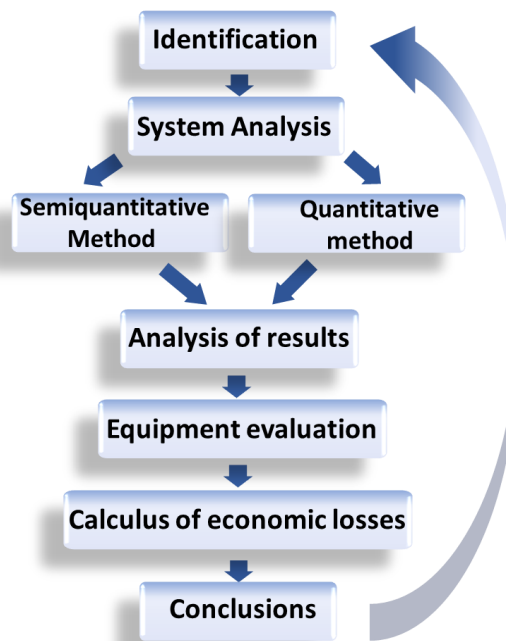 Identification
System Analysis
Semiquantitative
Method
Quantitative
method
Analysis of results
Equipment evaluation
Calculus of economic losses
Conclusions